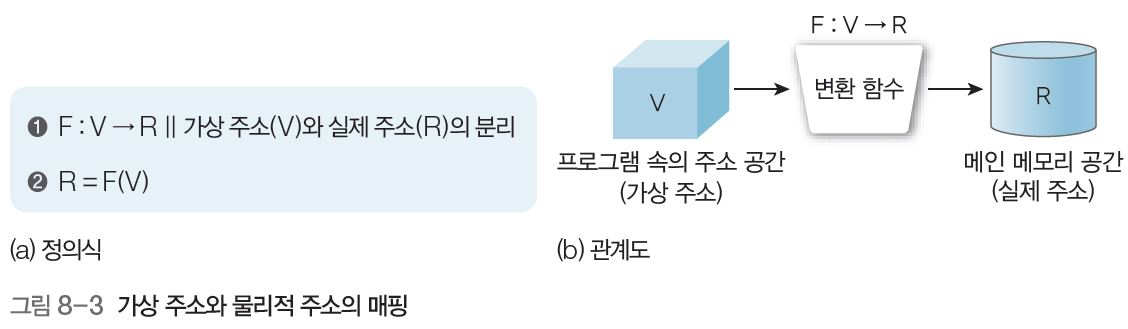 ❶ F : V → R ∥ 가상 주소(V)와 실제 주소(R)의 분리
❷ R = F(V)
(a) 정의식
F : V → R
V
변환 함수
R
프로그램 속의 주소 공간
(가상 주소)
메인 메모리 공간
(실제 주소)
(b) 관계도
그림 8-3 가상 주소와 물리적 주소의 매핑